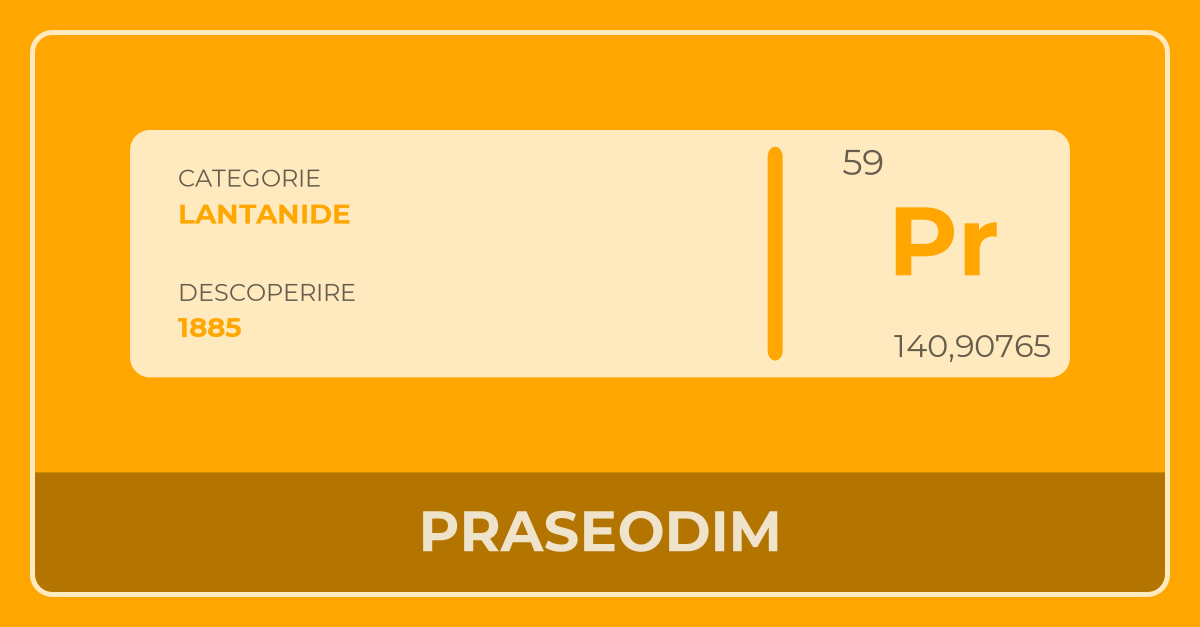 CATEGORIE
LANTANIDE
DESCOPERIRE
1885
59
Pr
140,90765
PRASEODIM